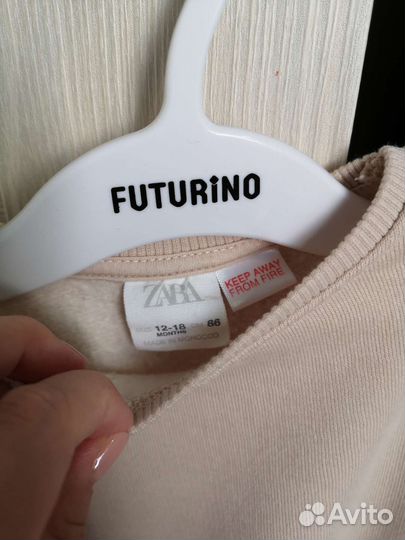 FUTURiNO
ZARA
KEEP AWAY
FROM FIRE
12-18
MONTHS
86
MADE IN MOROCCO
Avito